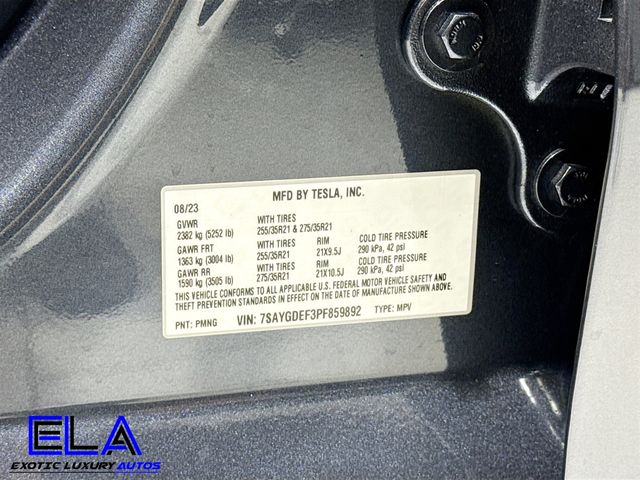 MFD BY TESLA, INC.
08/23
GVWR WITH TIRES
2382 kg (5252 lb) 255/35R21 & 275/35R21
GAWR FRT WITH TIRES RIM COLD TIRE PRESSURE
1363 kg (3004 lb) 255/35R21 21X9.5J 290 kPa, 42 psi
GAWR RR WITH TIRES RIM COLD TIRE PRESSURE
1590 kg (3505 lb) 275/35R21 21X10.5J 290 kPa, 42 psi
THIS VEHICLE CONFORMS TO ALL APPLICABLE U.S. FEDERAL MOTOR VEHICLE SAFETY AND
THEFT PREVENTION STANDARDS IN EFFECT ON THE DATE OF MANUFACTURE SHOWN ABOVE.
PNT: PMNG VIN: 7SAYGDEF3PF859892 TYPE: MPV
ELA
EXOTIC LUXURY AUTOS